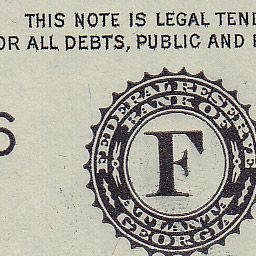 THIS NOTE IS LEGAL TEND
OR ALL DEBTS, PUBLIC AND P
FEDERAL RESERVE
BANK OF
F
ATLANTA
GEORGIA
S